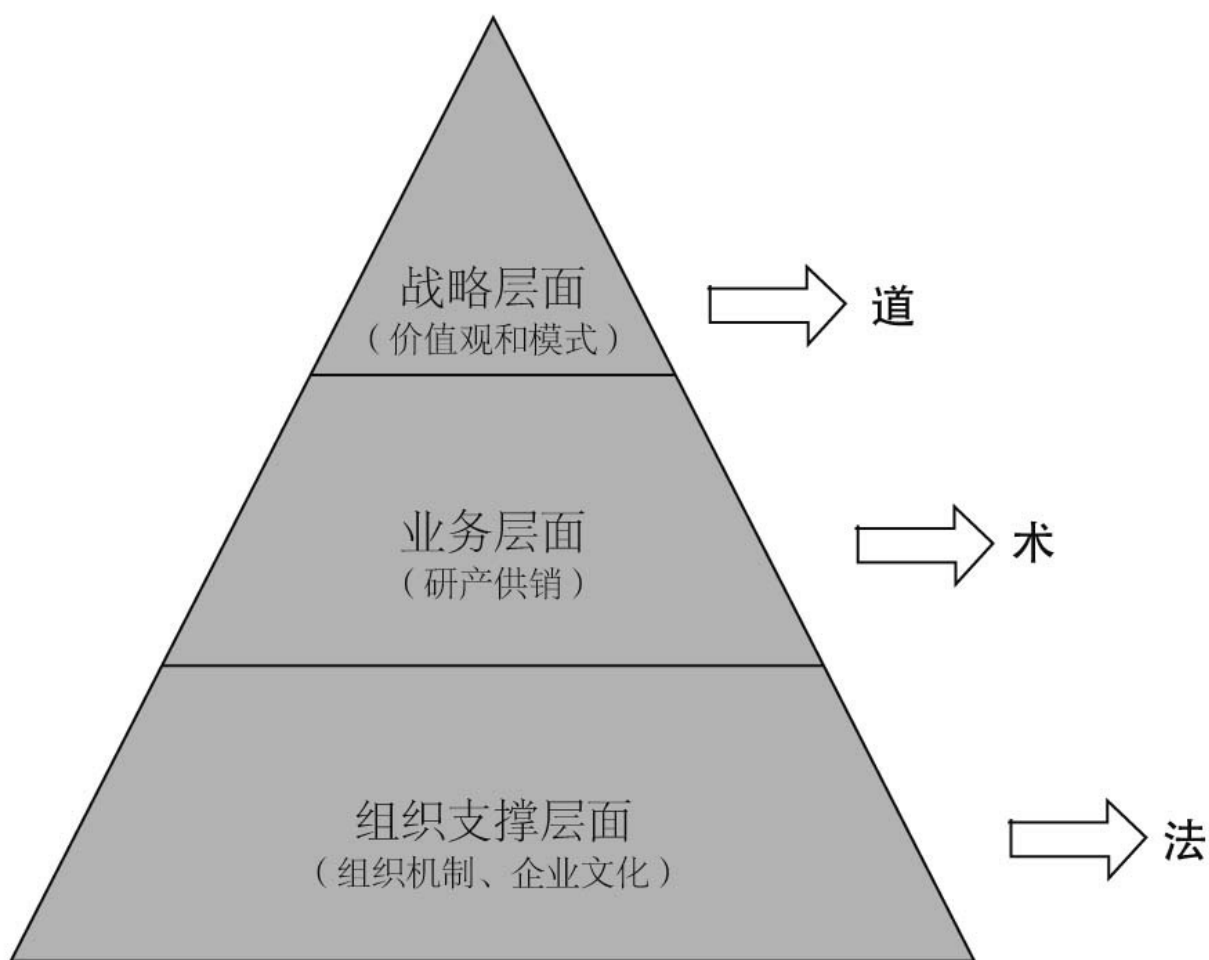 战略层面
（价值观和模式）
道
业务层面
（研产供销）
术
组织支撑层面
（组织机制、企业文化）
法